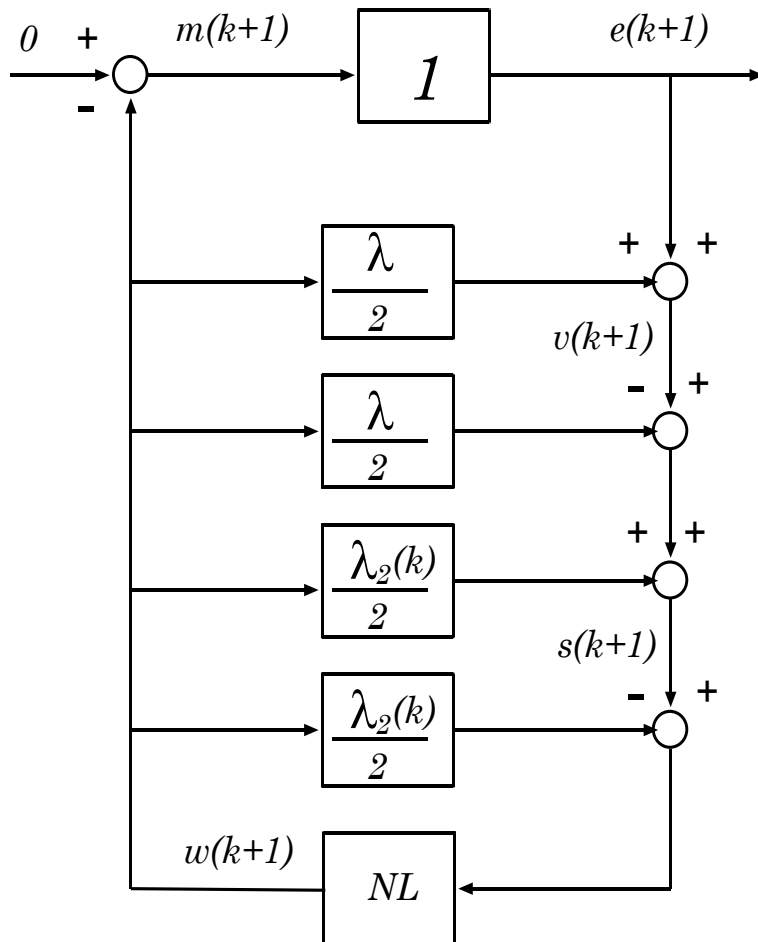 0 + m(k+1) e(k+1)
1
-
+ +
λ
2
v(k+1)
- +
λ
2
+ +
λ₂(k)
2
s(k+1)
- +
λ₂(k)
2
w(k+1)
NL